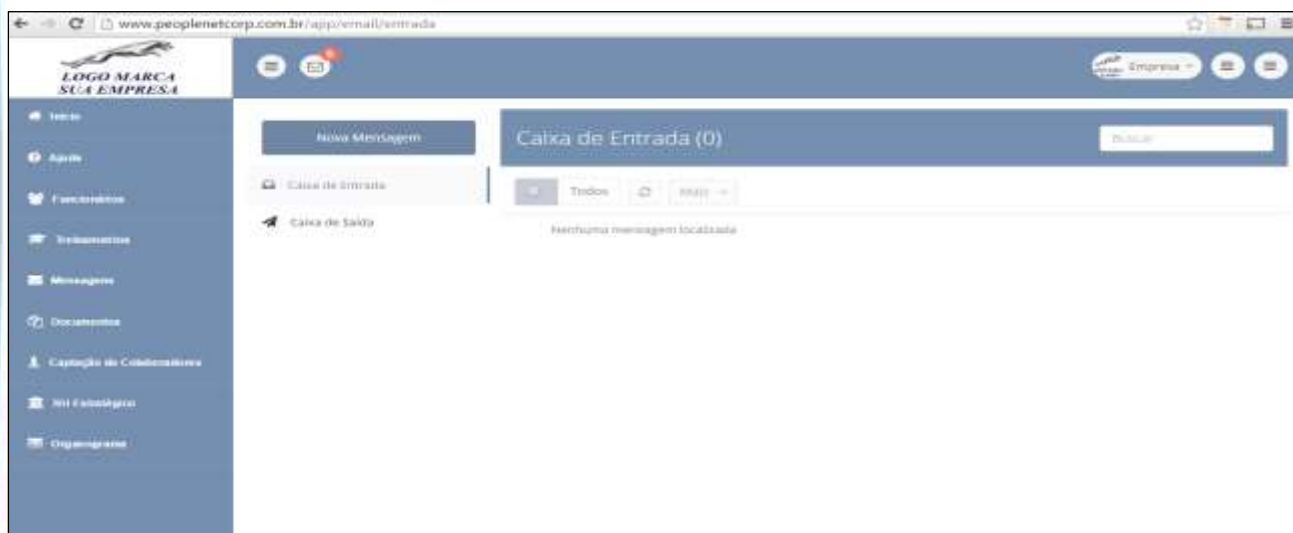 www.peoplenetcorp.com.br/app/email/entrada
LOGO MARCA
SUA EMPRESA
Empresa
Início
Ajuda
Funcionários
Treinamentos
Mensagens
Documentos
Captação de Colaboradores
RH Estratégico
Organograma
Nova Mensagem
Caixa de Entrada
Caixa de Saída
Caixa de Entrada (0)
Buscar
Todos
Mais
Nenhuma mensagem localizada